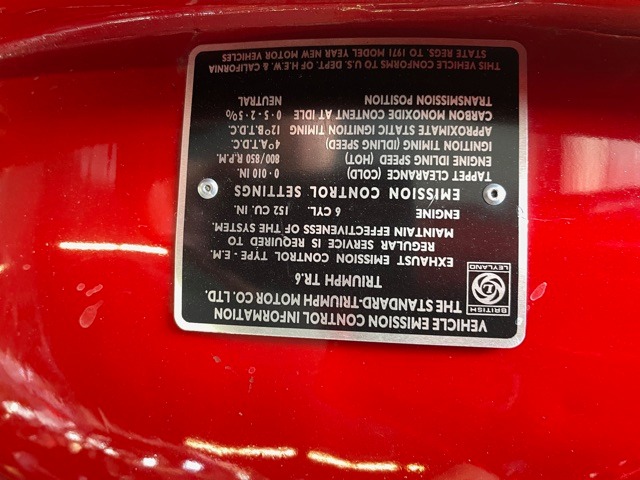 VEHICLE EMISSION CONTROL INFORMATION
THE STANDARD-TRIUMPH MOTOR CO. LTD.
TRIUMPH TR.6
BRITISH
L
LEYLAND
EXHAUST EMISSION CONTROL TYPE - E.M.
REGULAR SERVICE IS REQUIRED TO
MAINTAIN EFFECTIVENESS OF THE SYSTEM.
ENGINE 6 CYL. 152 CU. IN.
EMISSION CONTROL SETTINGS
TAPPET CLEARANCE (COLD) 0·010 IN.
ENGINE IDLING SPEED (HOT) 800/850 R.P.M.
IGNITION TIMING (IDLING SPEED) 4° A.T.D.C.
APPROXIMATE STATIC IGNITION TIMING 12° B.T.D.C.
CARBON MONOXIDE CONTENT AT IDLE 0·5 - 2·5%
TRANSMISSION POSITION NEUTRAL
THIS VEHICLE CONFORMS TO U.S. DEPT. OF H.E.W. & CALIFORNIA
STATE REGS. TO 1971 MODEL YEAR NEW MOTOR VEHICLES